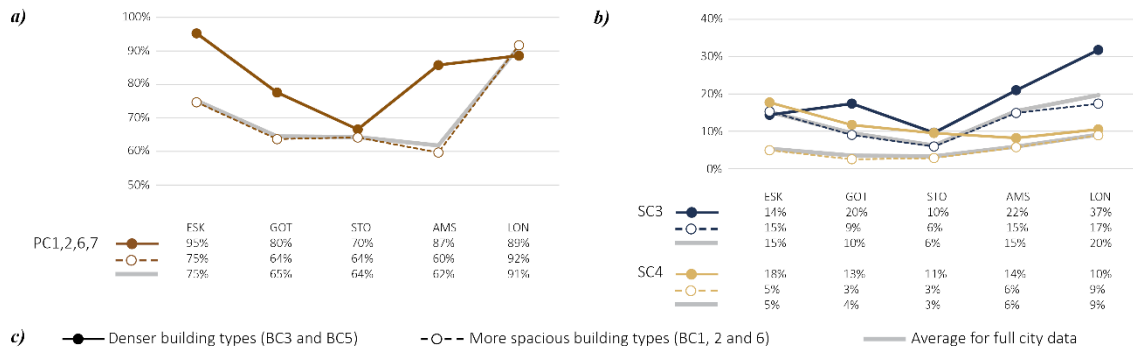 a)
100%
90%
80%
70%
60%
50%
ESK GOT STO AMS LON
PC1,2,6,7
95% 80% 70% 87% 89%
75% 64% 64% 60% 92%
75% 65% 64% 62% 91%
b)
40%
30%
20%
10%
0%
ESK GOT STO AMS LON
SC3 14% 20% 10% 22% 37%
15% 9% 6% 15% 17%
15% 10% 6% 15% 20%
SC4 18% 13% 11% 14% 10%
5% 3% 3% 6% 9%
5% 4% 3% 6% 9%
c) Denser building types (BC3 and BC5) More spacious building types (BC1, 2 and 6) Average for full city data